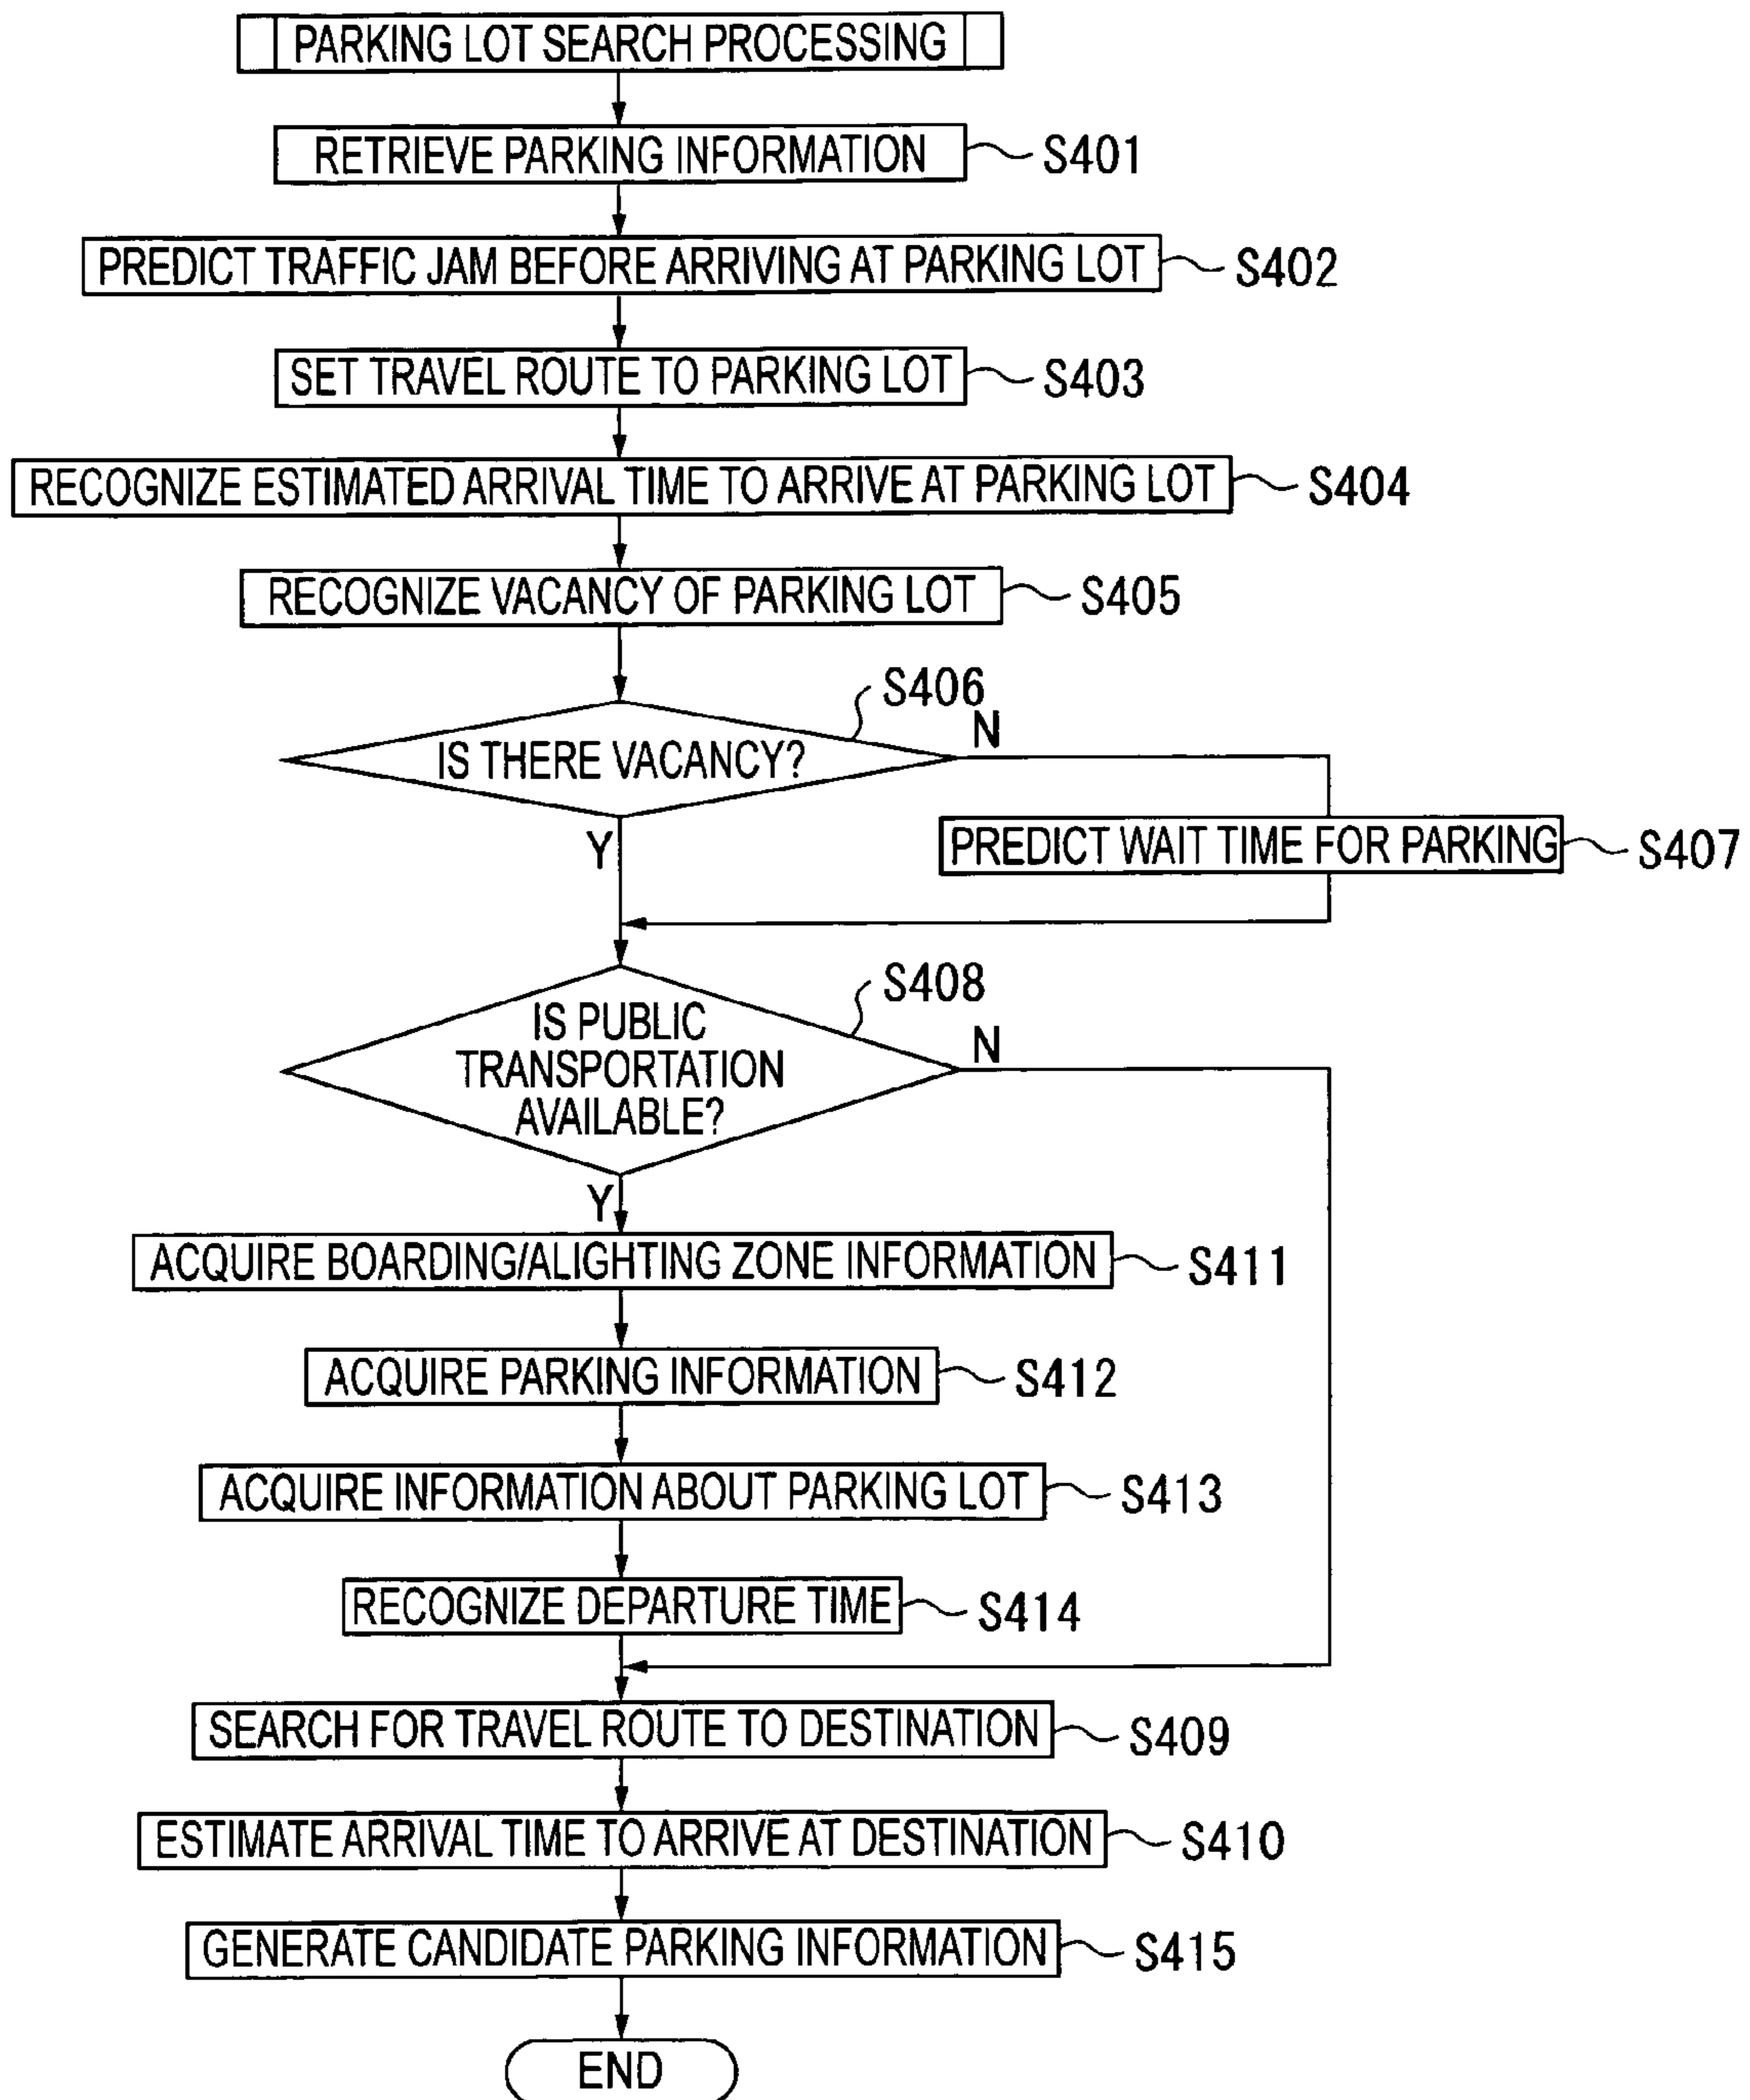 PARKING LOT SEARCH PROCESSING
RETRIEVE PARKING INFORMATION
S401
PREDICT TRAFFIC JAM BEFORE ARRIVING AT PARKING LOT
S402
SET TRAVEL ROUTE TO PARKING LOT
S403
RECOGNIZE ESTIMATED ARRIVAL TIME TO ARRIVE AT PARKING LOT
S404
RECOGNIZE VACANCY OF PARKING LOT
S405
S406
IS THERE VACANCY?
N
Y
PREDICT WAIT TIME FOR PARKING
S407
S408
IS PUBLIC
TRANSPORTATION
AVAILABLE?
N
Y
ACQUIRE BOARDING/ALIGHTING ZONE INFORMATION
S411
ACQUIRE PARKING INFORMATION
S412
ACQUIRE INFORMATION ABOUT PARKING LOT
S413
RECOGNIZE DEPARTURE TIME
S414
SEARCH FOR TRAVEL ROUTE TO DESTINATION
S409
ESTIMATE ARRIVAL TIME TO ARRIVE AT DESTINATION
S410
GENERATE CANDIDATE PARKING INFORMATION
S415
END